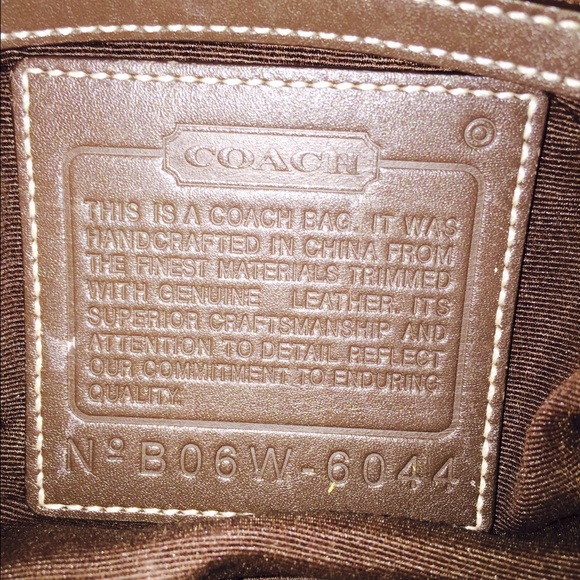 COACH
THIS IS A COACH BAG. IT WAS
HANDCRAFTED IN CHINA FROM
THE FINEST MATERIALS TRIMMED
WITH GENUINE LEATHER. ITS
SUPERIOR CRAFTSMANSHIP AND
ATTENTION TO DETAIL REFLECT
OUR COMMITMENT TO ENDURING
QUALITY.
Nº B06W-6044